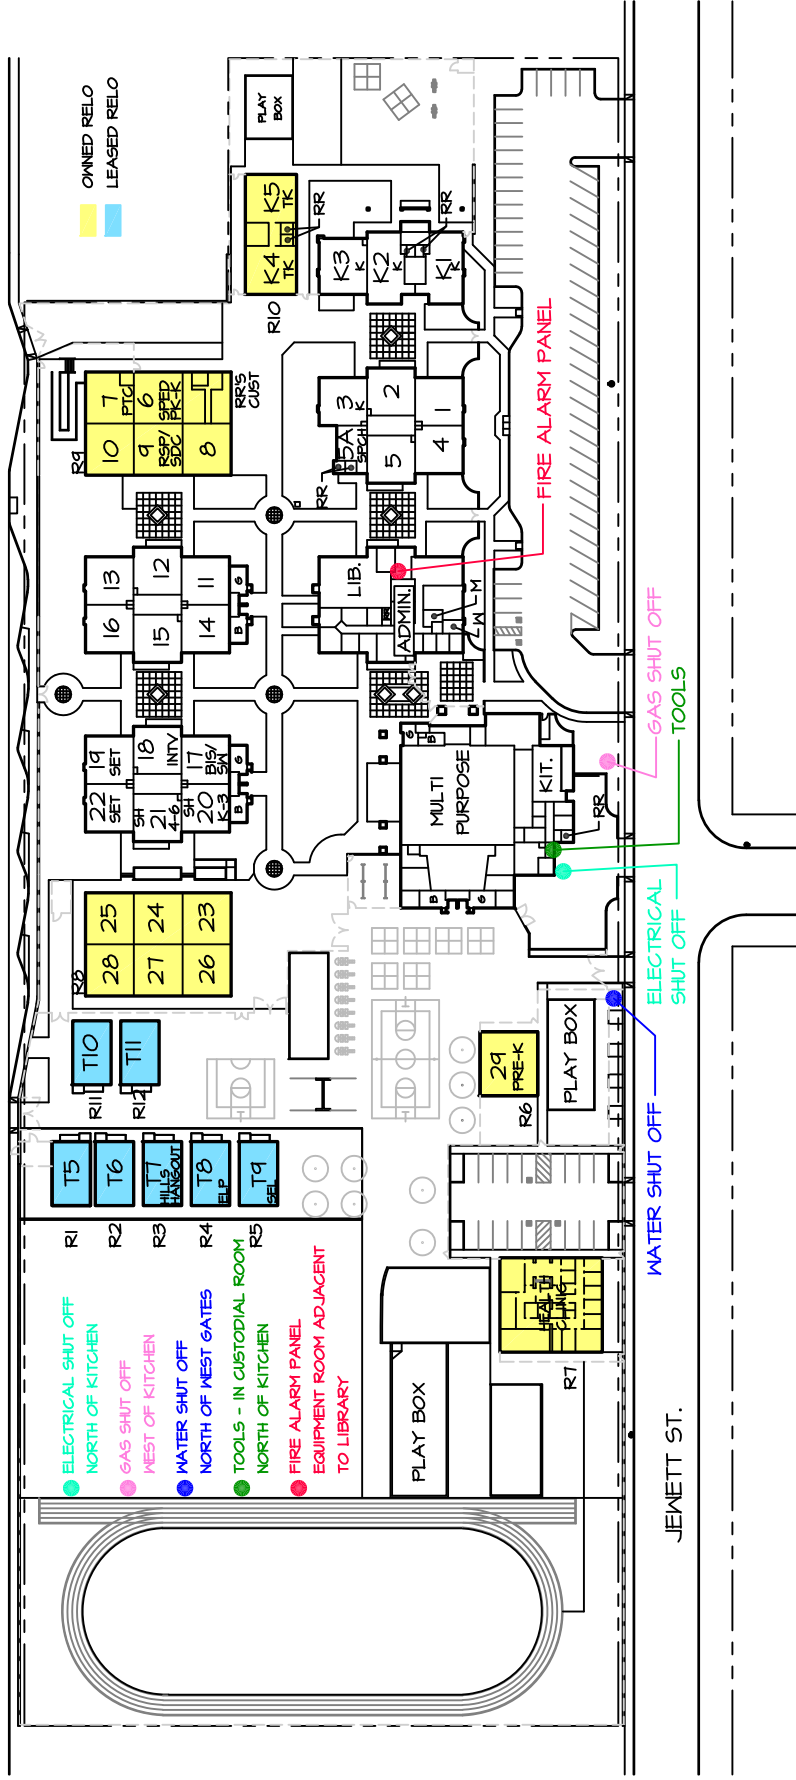 OWNED RELO
LEASED RELO
PLAY
BOX
K5
TK
K4
TK
RR
R10
K3
K
K2
K
K1
K
RR
7
PTC
6
SPED
PK-K
10
9
RSP/
SDC
8
RR'S
CUST
R9
3
K
2
1
5A
SPCH
5
4
RR
FIRE ALARM PANEL
13
12
11
16
15
14
G
B
LIB.
RR
ADMIN.
M
W
19
SET
18
INTV
17
BIS/
SW
22
SET
SH
21
4-6
SH
20
K-3
G
B
G
B
MULTI
PURPOSE
KIT.
RR
B
G
GAS SHUT OFF
TOOLS
ELECTRICAL
SHUT OFF
WATER SHUT OFF
25
24
23
28
27
26
R8
T10
T11
R11
R12
29
PRE-K
R6
PLAY BOX
T5
T6
T7
HILLS
HANGOUT
T8
ELP
T9
SEL
R1
R2
R3
R4
R5
HEALTH
CLINIC
R7
PLAY BOX
ELECTRICAL SHUT OFF
NORTH OF KITCHEN
GAS SHUT OFF
WEST OF KITCHEN
WATER SHUT OFF
NORTH OF WEST GATES
TOOLS - IN CUSTODIAL ROOM
NORTH OF KITCHEN
FIRE ALARM PANEL
EQUIPMENT ROOM ADJACENT
TO LIBRARY
JEWETT ST.